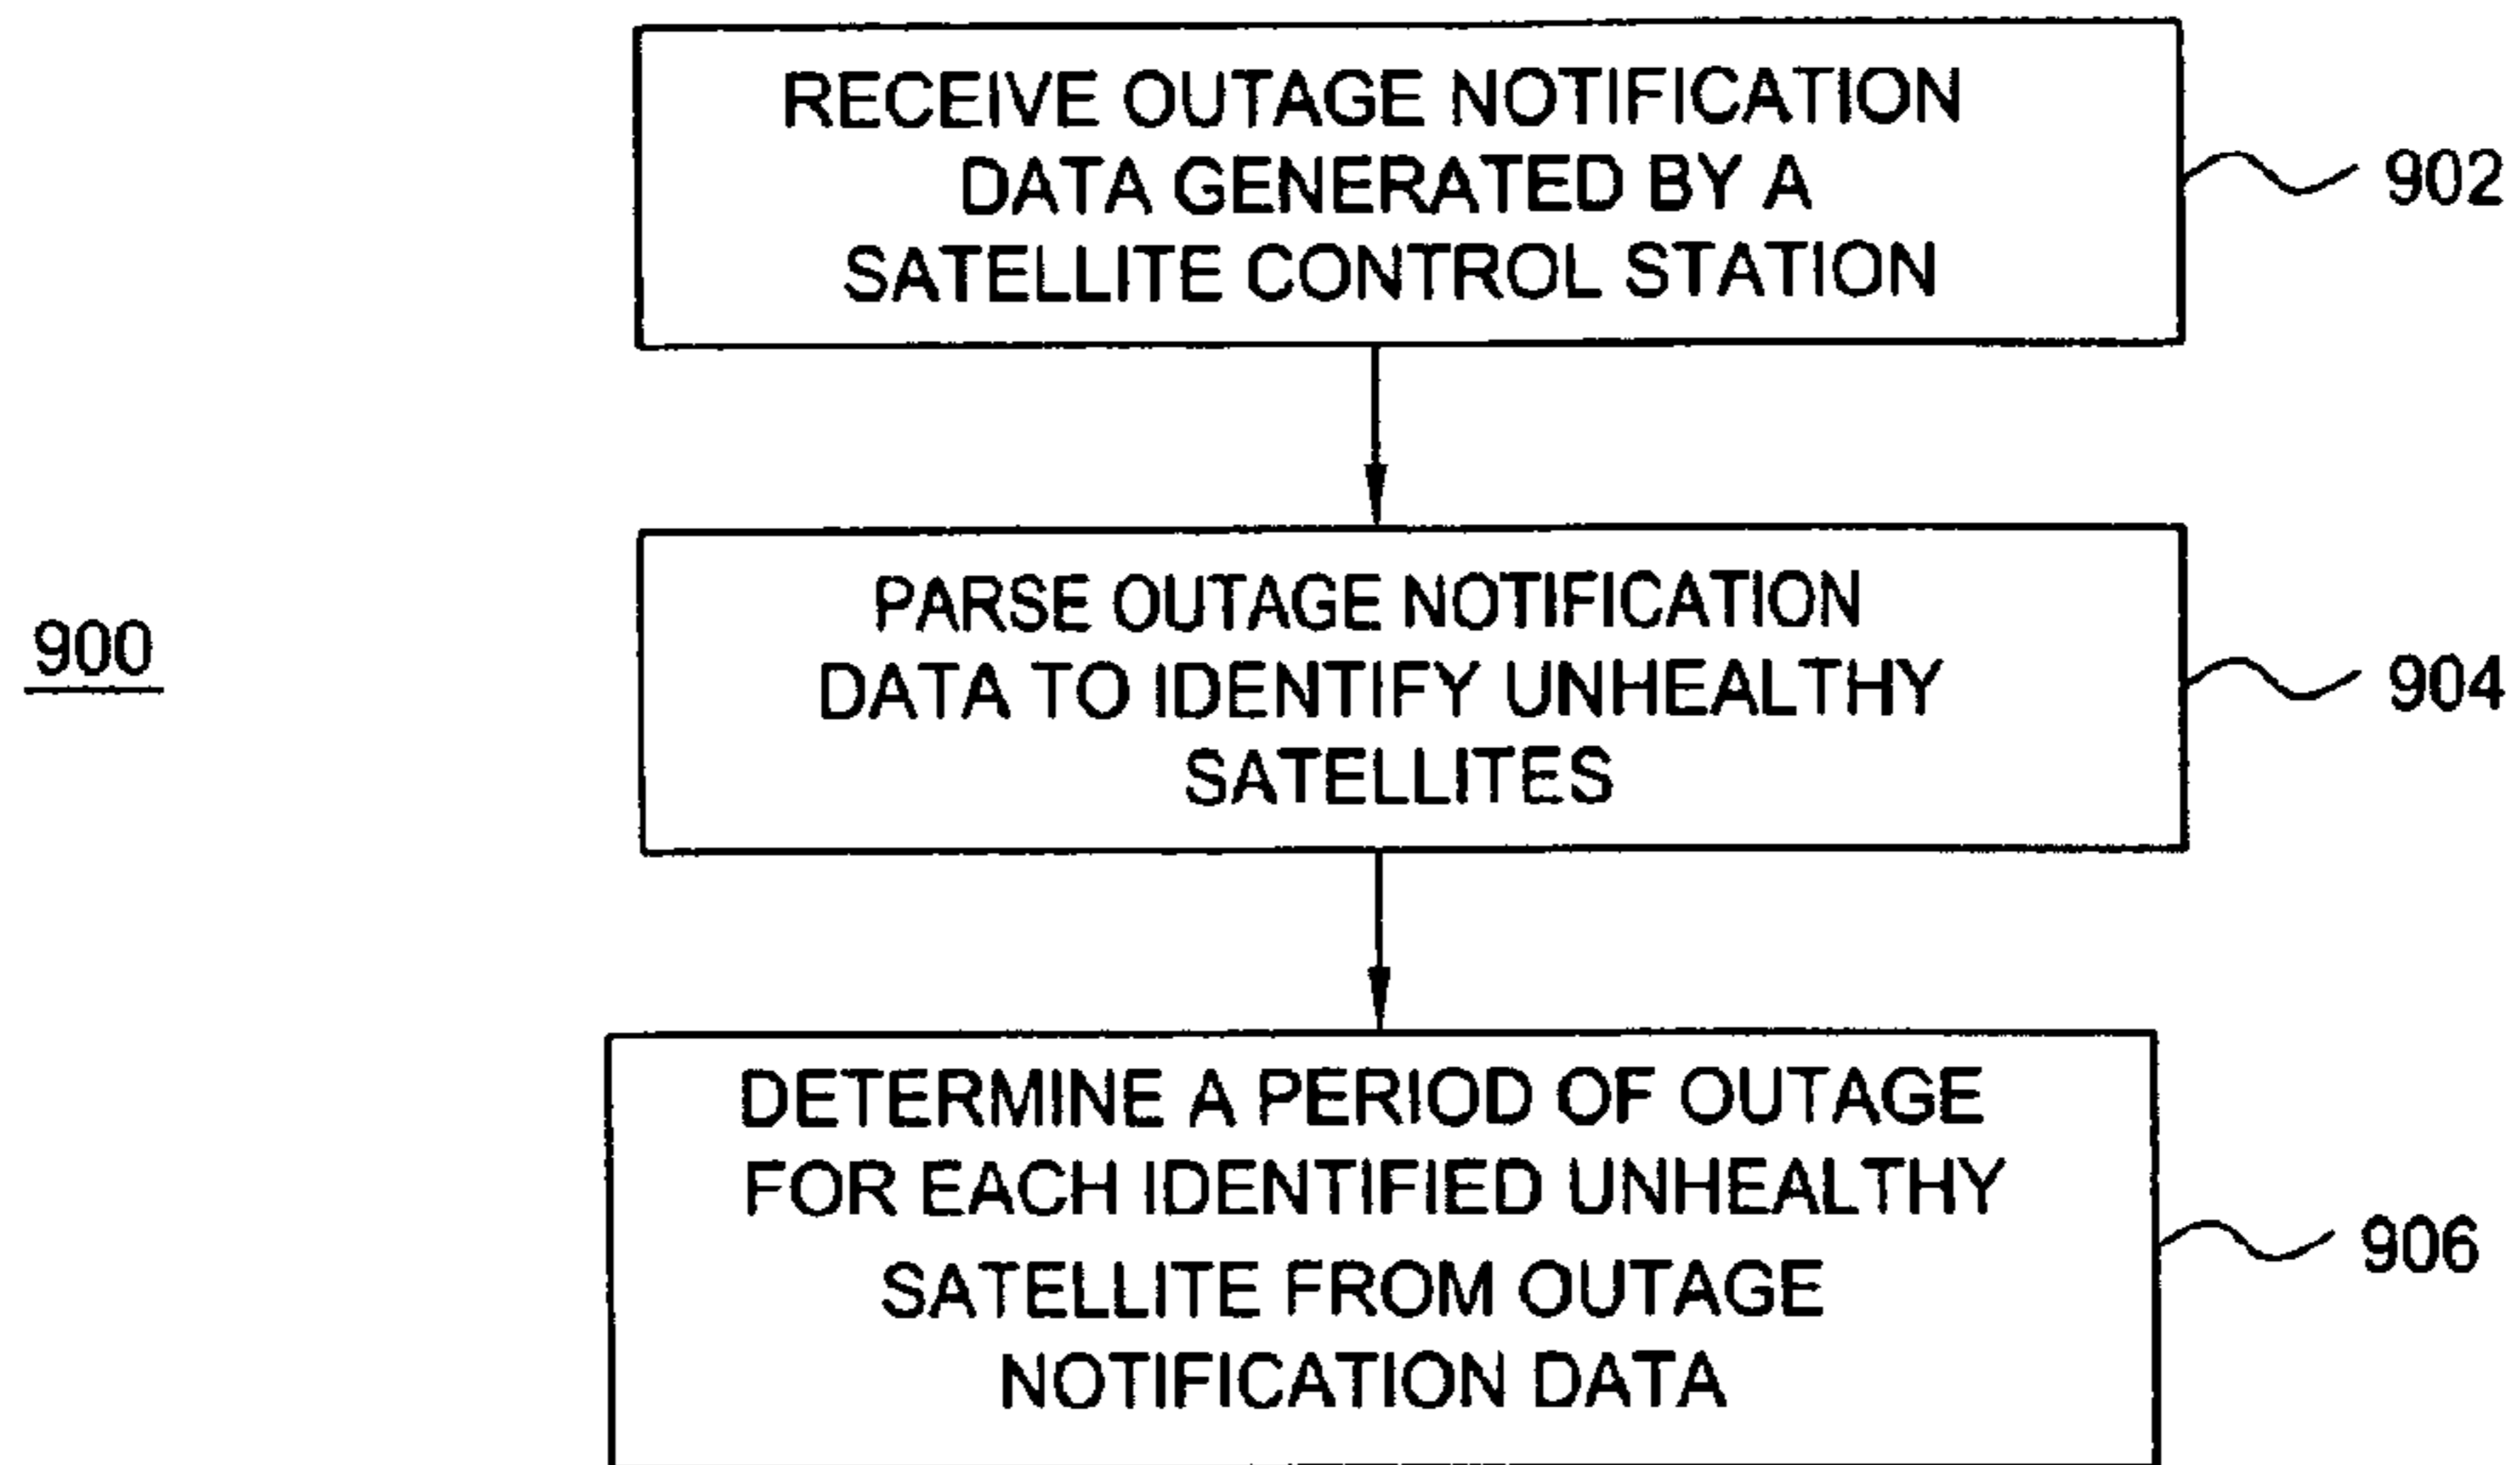 RECEIVE OUTAGE NOTIFICATION
DATA GENERATED BY A
SATELLITE CONTROL STATION
902
PARSE OUTAGE NOTIFICATION
DATA TO IDENTIFY UNHEALTHY
SATELLITES
904
900
DETERMINE A PERIOD OF OUTAGE
FOR EACH IDENTIFIED UNHEALTHY
SATELLITE FROM OUTAGE
NOTIFICATION DATA
906